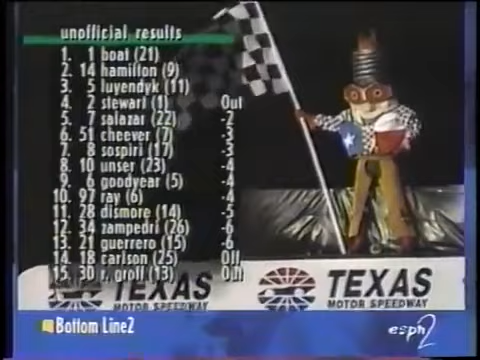 unofficial results
1. 1 boat (21)
2. 14 hamilton (9)
3. 5 luyendyk (11)
4. 2 stewart (1) Out
5. 7 salazar (22) -2
6. 51 cheever (7) -3
7. 8 sospiri (17) -3
8. 10 unser (23) -4
9. 6 goodyear (5) -4
10. 97 ray (6) -4
11. 28 dismore (14) -5
12. 34 zampedri (26) -6
13. 21 guerrero (15) -6
14. 18 carlson (25) Off
15. 30 r. groff (13) Out
TEXAS
MOTOR SPEEDWAY
TEXAS
MOTOR SPEEDWAY
Bottom Line2
espn2